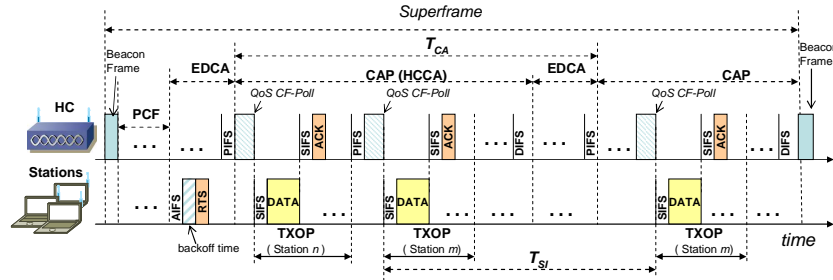 Superframe
Beacon
Frame
EDCA
T_CA
CAP (HCCA)
EDCA
CAP
Beacon
Frame
QoS CF-Poll
QoS CF-Poll
QoS CF-Poll
HC
PCF
... ... PIFS ... SIFS ACK PIFS ... SIFS ACK ... DIFS ... PIFS ... SIFS ACK ... DIFS
Stations
... AIFS RTS ... SIFS DATA ... SIFS DATA ... SIFS DATA ...
backoff time
TXOP
( Station n)
TXOP
( Station m)
TXOP
( Station m)
time
T_SI